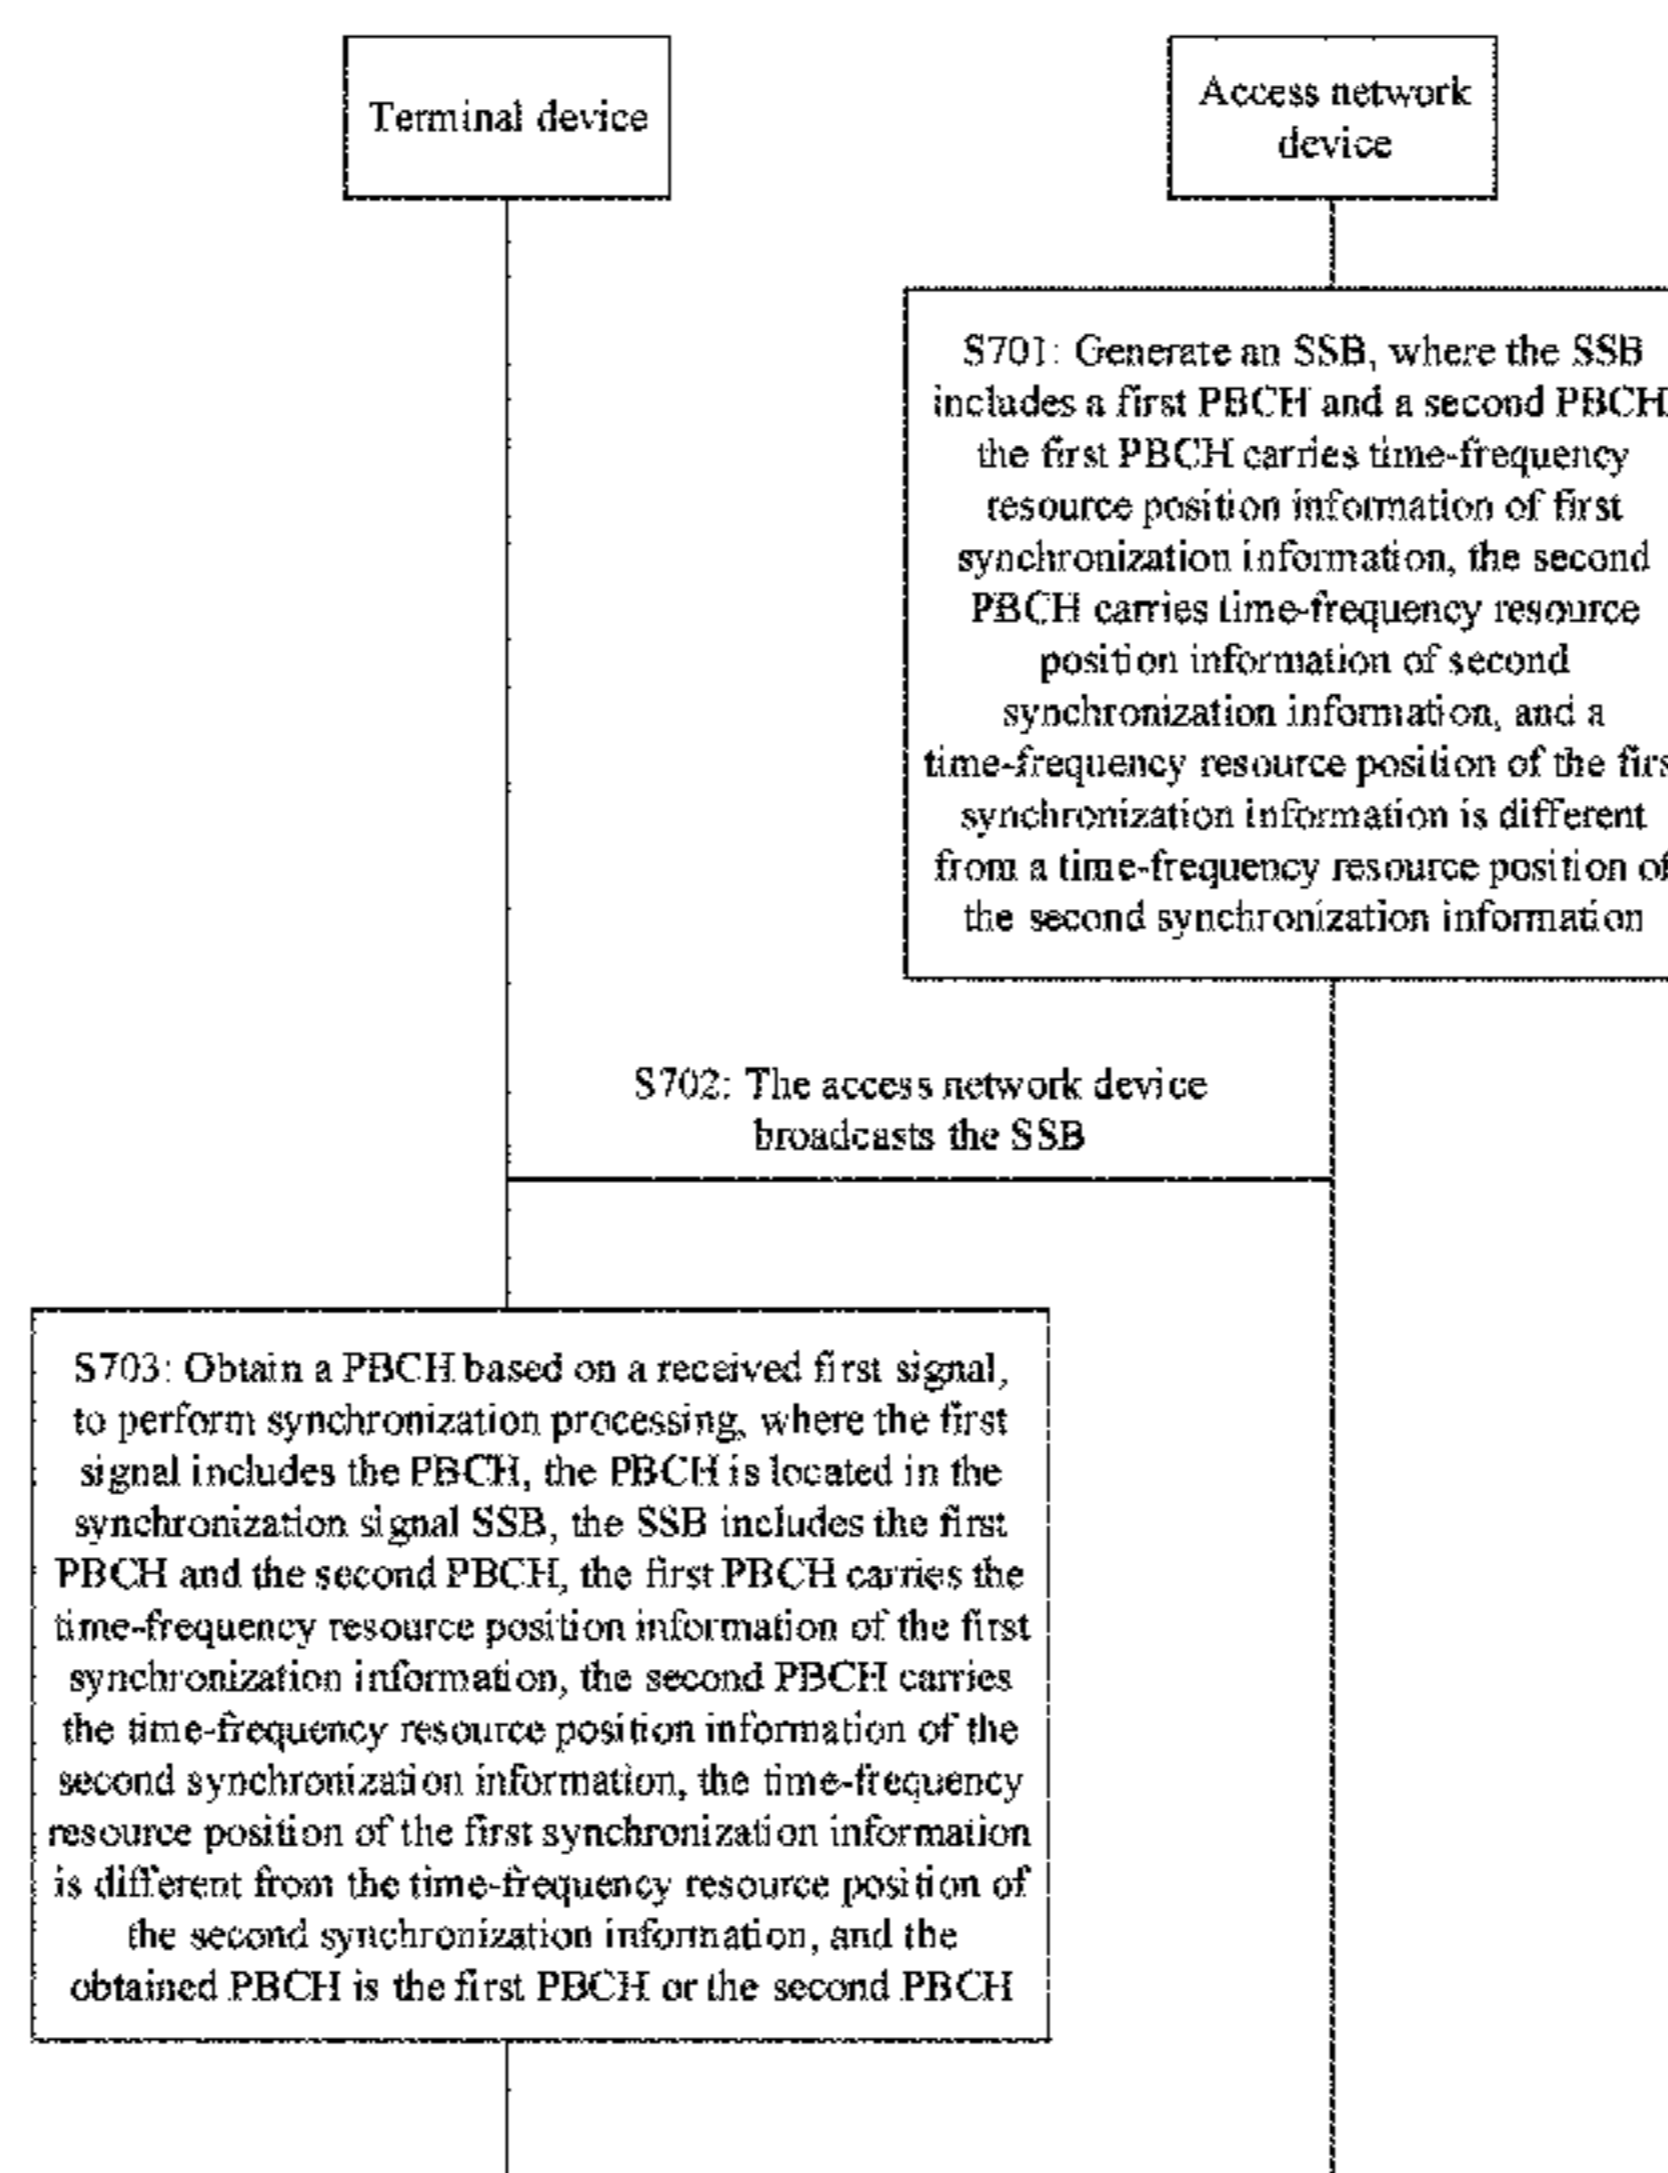 Terminal device
Access network
device
S701: Generate an SSB, where the SSB
includes a first PBCH and a second PBCH
the first PBCH carries time-frequency
resource position information of first
synchronization information, the second
PBCH carries time-frequency resource
position information of second
synchronization information, and a
time-frequency resource position of the firs
synchronization information is different
from a time-frequency resource position of
the second synchronization information
S702: The access network device
broadcasts the SSB
S703: Obtain a PBCH based on a received first signal,
to perform synchronization processing, where the first
signal includes the PBCH, the PBCH is located in the
synchronization signal SSB, the SSB includes the first
PBCH and the second PBCH, the first PBCH carries the
time-frequency resource position information of the first
synchronization information, the second PBCH carries
the time-frequency resource position information of the
second synchronization information, the time-frequency
resource position of the first synchronization information
is different from the time-frequency resource position of
the second synchronization information, and the
obtained PBCH is the first PBCH or the second PBCH